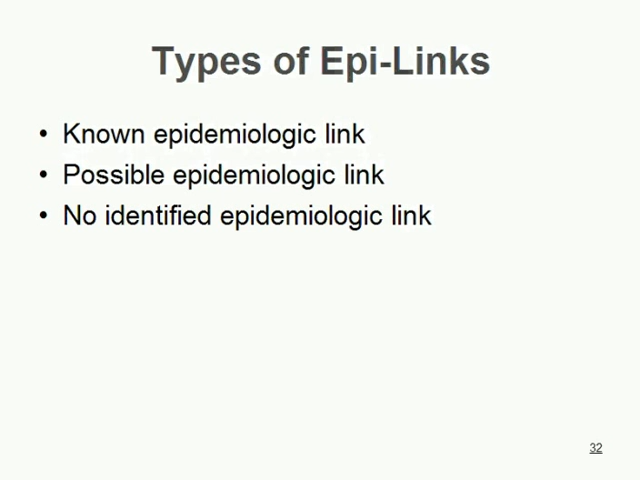 Types of Epi-Links
• Known epidemiologic link
• Possible epidemiologic link
• No identified epidemiologic link
32